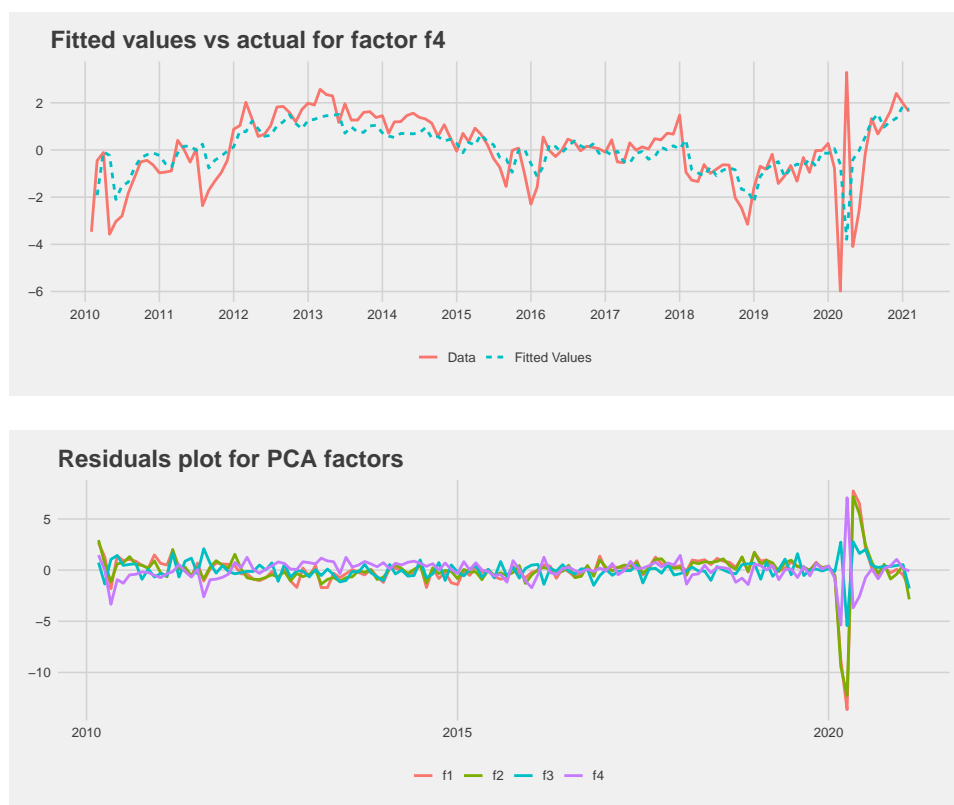 Fitted values vs actual for factor f4
2
0
−2
−4
−6
2010 2011 2012 2013 2014 2015 2016 2017 2018 2019 2020 2021
Data Fitted Values
Residuals plot for PCA factors
5
0
−5
−10
2010 2015 2020
f1 f2 f3 f4